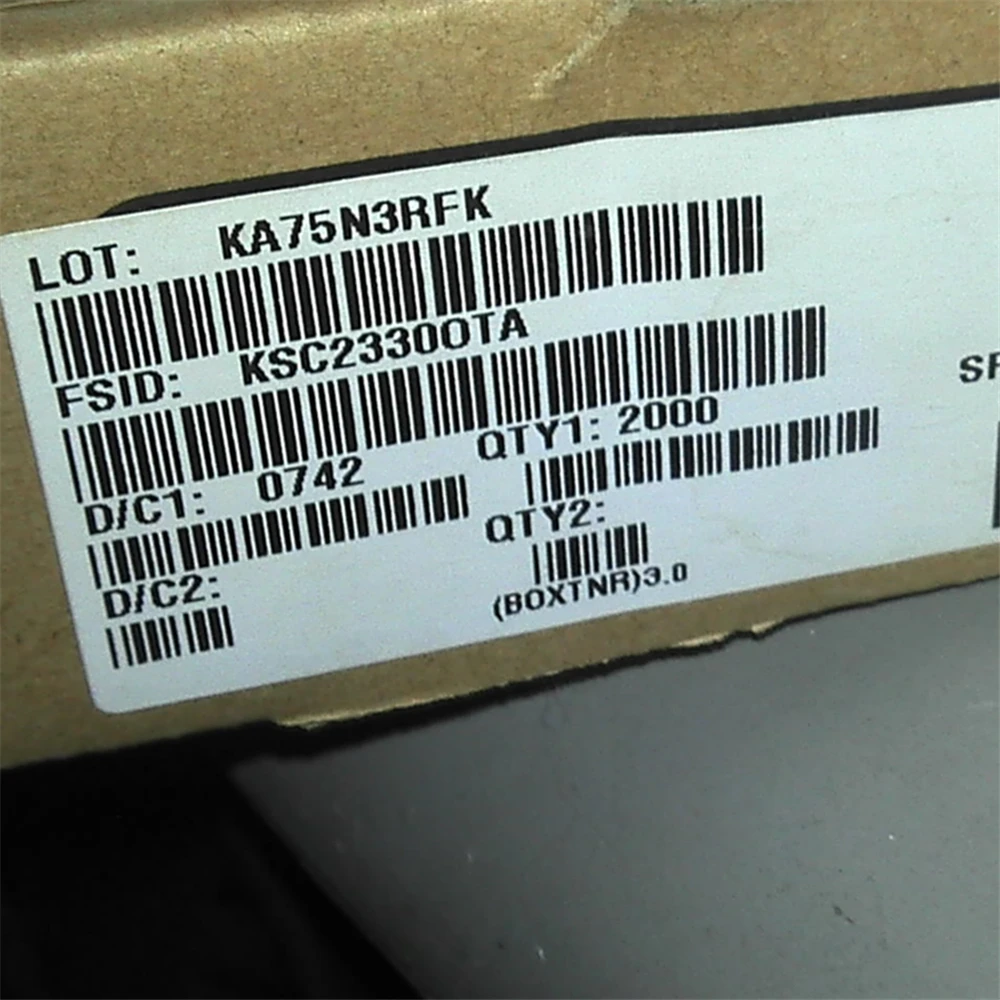 LOT: KA75N3RFK
FSID: KSC2330OTA
D/C1: 0742 QTY1: 2000
D/C2: QTY2:
(BOXTNR)3.0